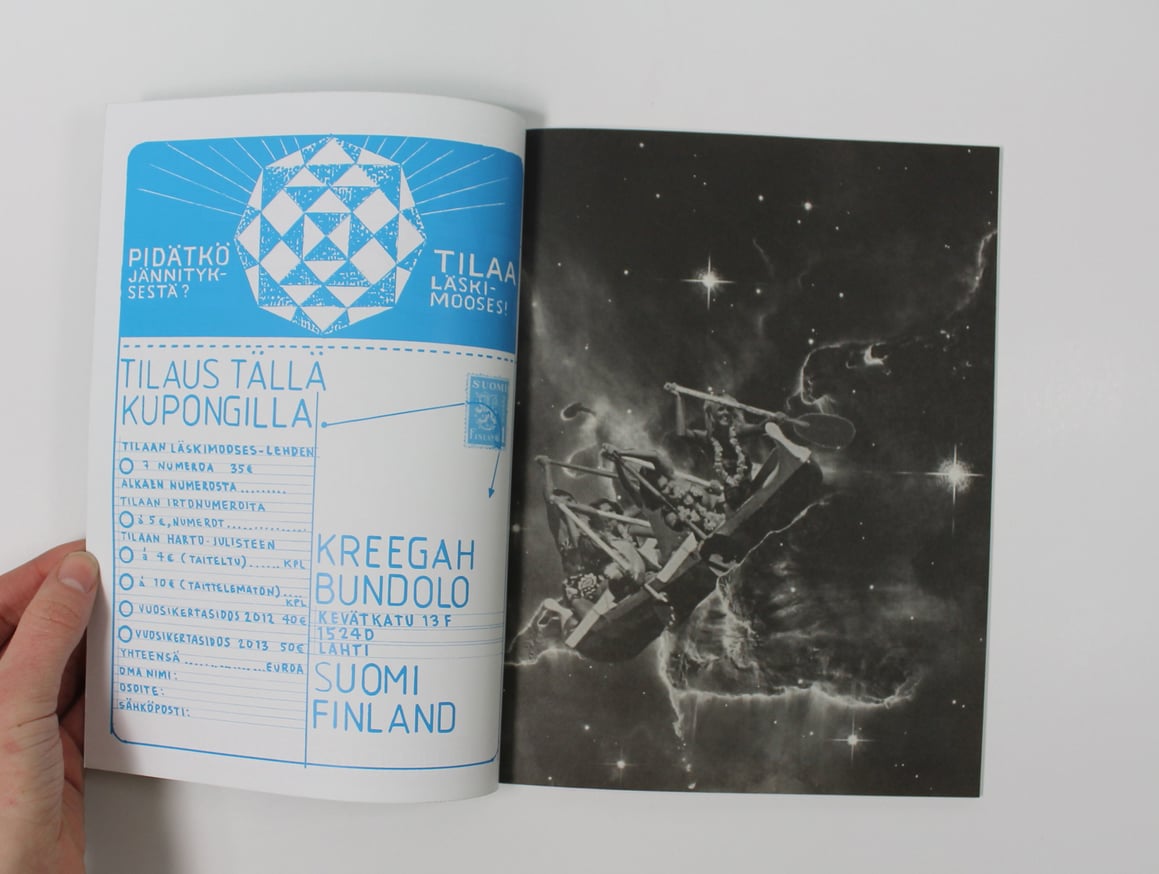 PIDÄTKÖ
JÄNNITYK-
SESTÄ?
TILAA
LÄSKI-
MOOSES!
TILAUS TÄLLÄ
KUPONGILLA
TILAAN LÄSKIMOOSES-LEHDEN
7 NUMEROA 35€
ALKAEN NUMEROSTA.........
TILAAN IRTONUMEROITA
à 5€, NUMEROT................
TILAAN HARTO-JULISTEEN
à 4€ (TAITELTU)...... KPL
à 10€ (TAITTELEMATON)....
KPL
VUOSIKERTASIDOS 2012 40€
VUOSIKERTASIDOS 2013 50€
YHTEENSÄ ..............EUROA
OMA NIMI:
OSOITE:
SÄHKÖPOSTI:
SUOMI
FINLAND
KREEGAH
BUNDOLO
KEVÄTKATU 13 F
15240
LAHTI
SUOMI
FINLAND